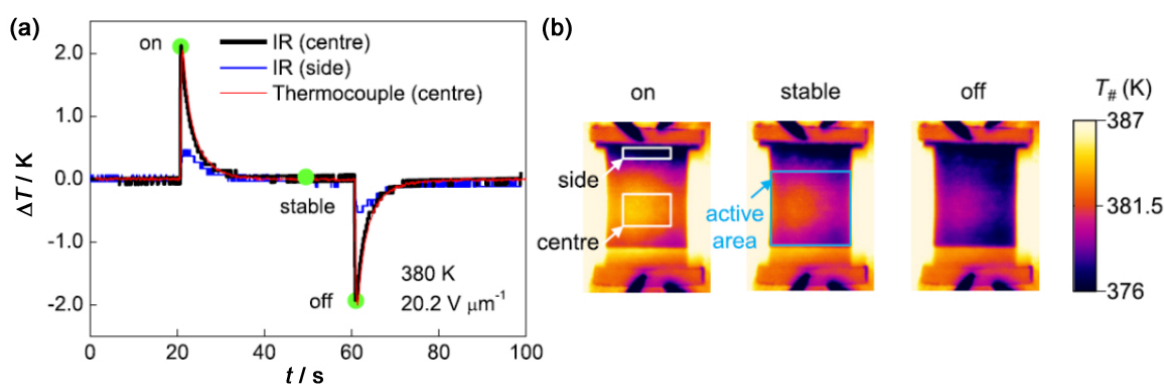 (a)
2.0
1.0
0.0
-1.0
-2.0
ΔT / K
0
20
40
60
80
100
t / s
on
IR (centre)
IR (side)
Thermocouple (centre)
stable
off
380 K
20.2 V μm⁻¹
(b)
on
stable
off
T# (K)
side
centre
active
area
387
381.5
376